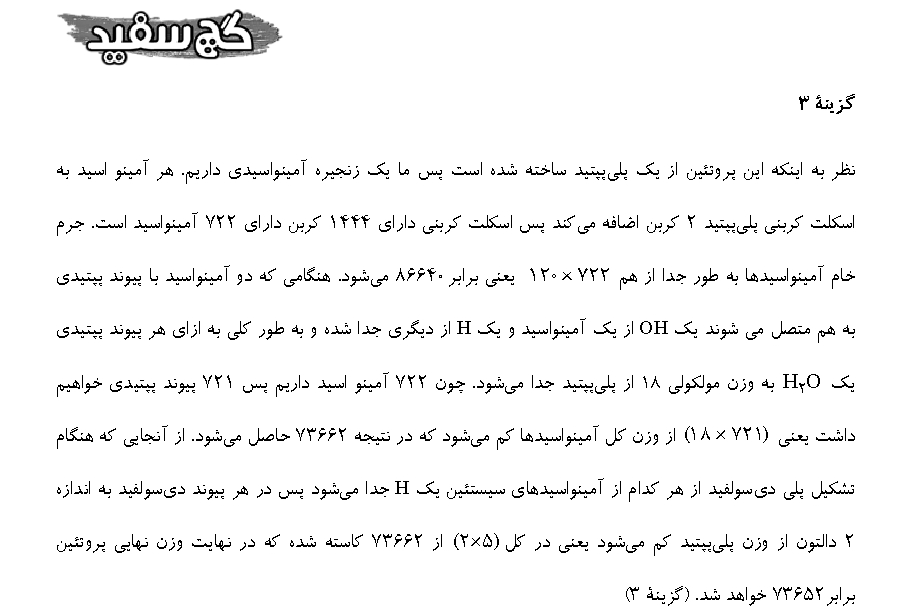 گچ سفید
گزینهٔ ۳
نظر به اینکه این پروتئین از یک پلی‌پپتید ساخته شده است پس ما یک زنجیره آمینواسیدی داریم. هر آمینو اسید به
اسکلت کربنی پلی‌پپتید ۲ کربن اضافه می‌کند پس اسکلت کربنی دارای ۱۴۴۴ کربن دارای ۷۲۲ آمینواسید است. جرم
خام آمینواسیدها به طور جدا از هم ۷۲۲ × ۱۲۰ یعنی برابر ۸۶۶۴۰ می‌شود. هنگامی که دو آمینواسید با پیوند پپتیدی
به هم متصل می شوند یک OH از یک آمینواسید و یک H از دیگری جدا شده و به طور کلی به ازای هر پیوند پپتیدی
یک H₂O به وزن مولکولی ۱۸ از پلی‌پپتید جدا می‌شود. چون ۷۲۲ آمینو اسید داریم پس ۷۲۱ پیوند پپتیدی خواهیم
داشت یعنی (۷۲۱ × ۱۸) از وزن کل آمینواسیدها کم می‌شود که در نتیجه ۷۳۶۶۲ حاصل می‌شود. از آنجایی که هنگام
تشکیل پلی دی‌سولفید از هر کدام از آمینواسیدهای سیستئین یک H جدا می‌شود پس در هر پیوند دی‌سولفید به اندازه
۲ دالتون از وزن پلی‌پپتید کم می‌شود یعنی در کل (۵×۲) از ۷۳۶۶۲ کاسته شده که در نهایت وزن نهایی پروتئین
برابر ۷۳۶۵۲ خواهد شد. (گزینهٔ ۳)